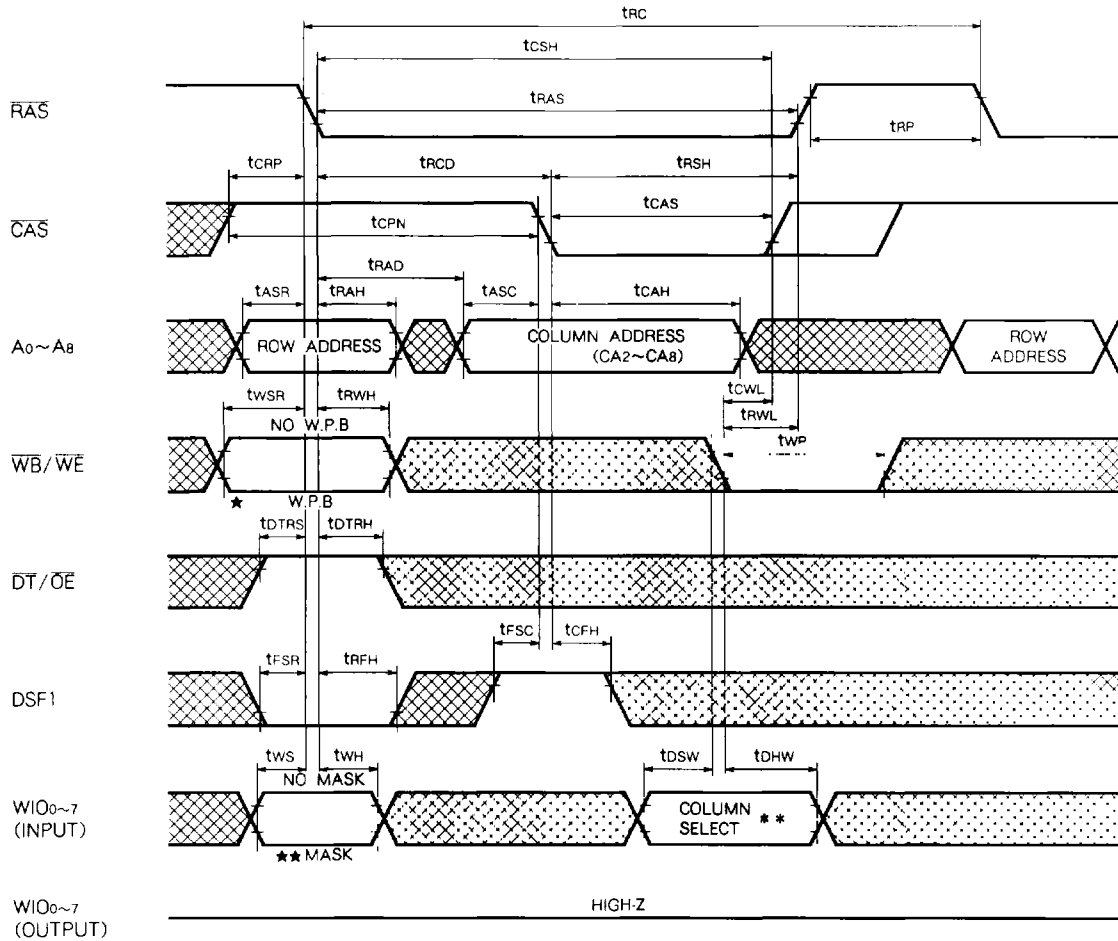 tRC
tCSH
RAS
tRAS
tRP
tCRP
tRCD
tRSH
CAS
tCPN
tCAS
tRAD
tASR
tRAH
tASC
tCAH
A0~A8
ROW ADDRESS
COLUMN ADDRESS
(CA2~CA8)
ROW
ADDRESS
tCWL
tRWL
tWSR
tRWH
tWP
NO W.P.B
WB/WE
★ W.P.B
tDTRS
tDTRH
DT/OE
tFSC
tCFH
tFSR
tRFH
DSF1
tWS
tWH
tDSW
tDHW
NO MASK
WIO0~7
(INPUT)
COLUMN
SELECT **
★★ MASK
WIO0~7
(OUTPUT)
HIGH-Z